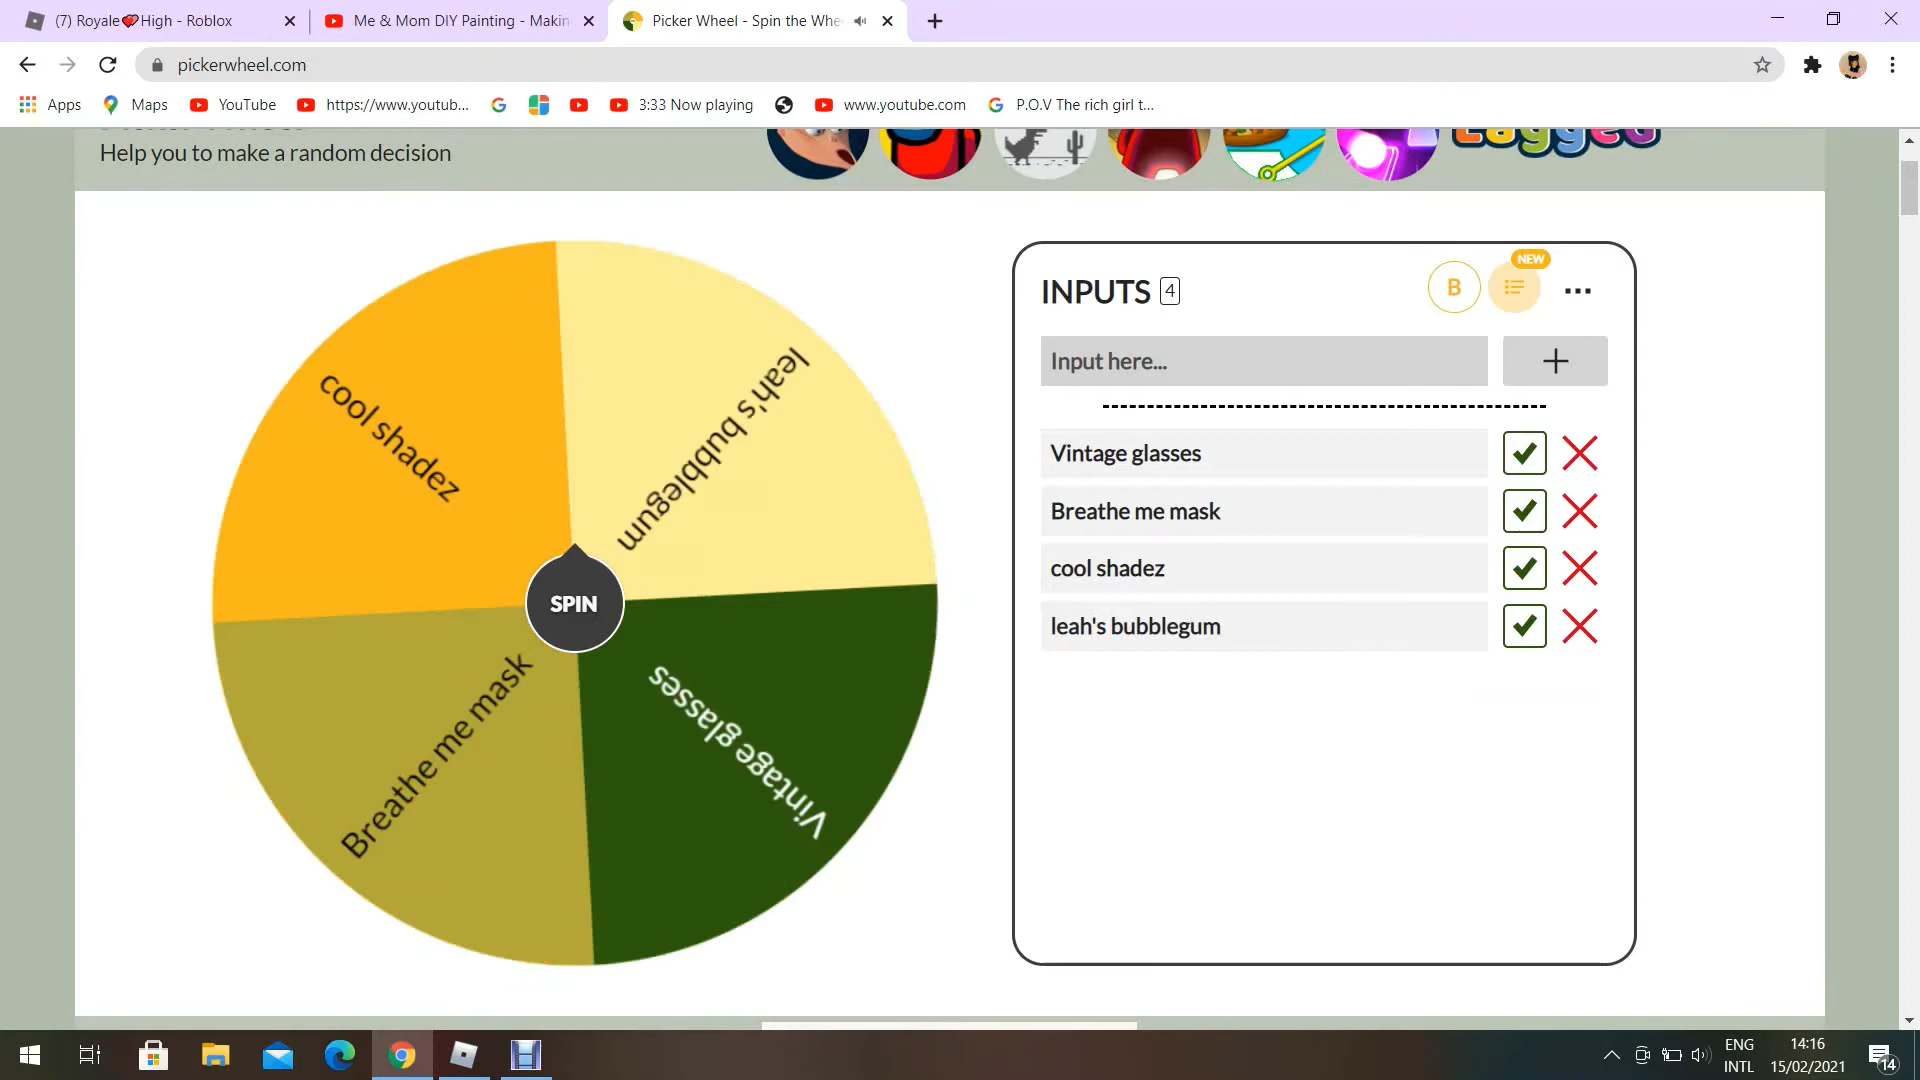 (7) Royale❤High - Roblox
Me & Mom DIY Painting - Makin
Picker Wheel - Spin the Whe
pickerwheel.com
Apps
Maps
YouTube
https://www.youtub...
3:33 Now playing
www.youtube.com
P.O.V The rich girl t...
Help you to make a random decision
Lagged
cool shadez
leah's bubblegum
SPIN
Breathe me mask
Vintage glasses
INPUTS 4
B
NEW
...
Input here...
+
Vintage glasses
Breathe me mask
cool shadez
leah's bubblegum
ENG
INTL
14:16
15/02/2021
14